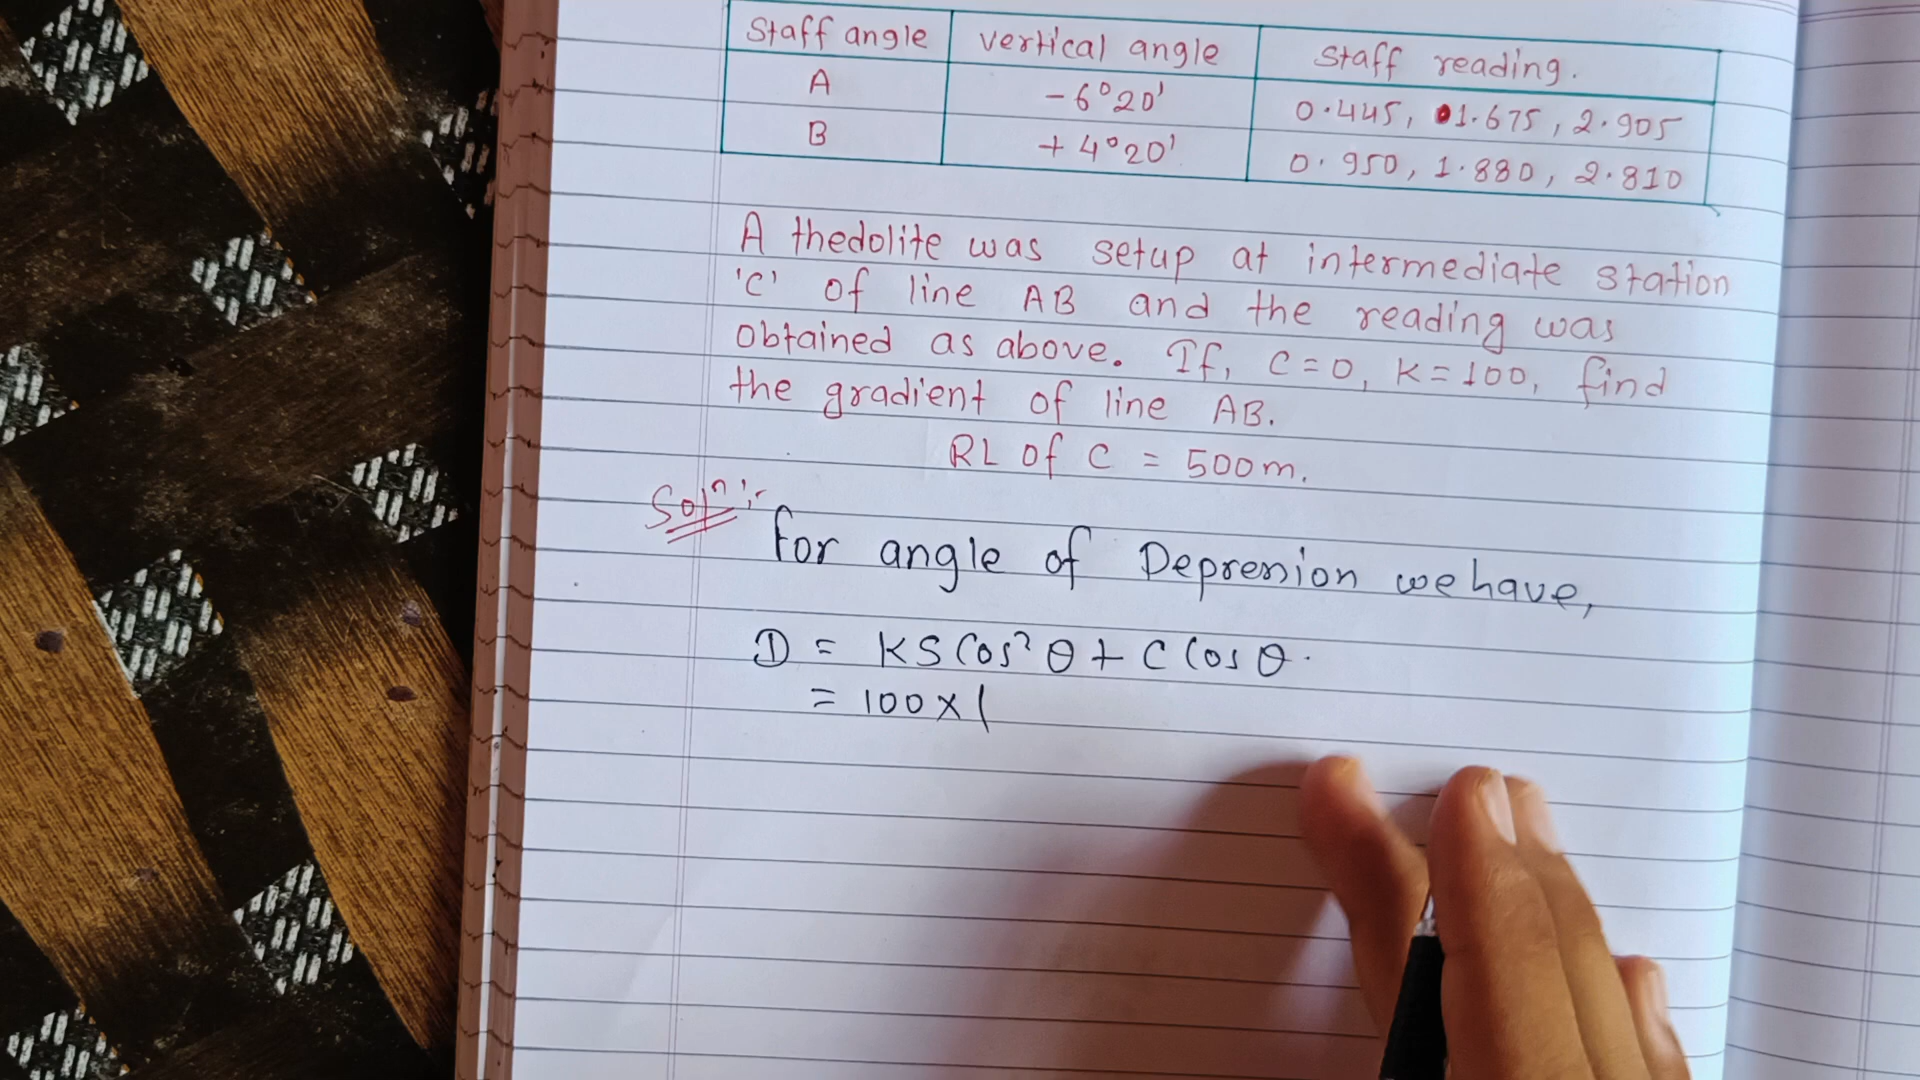 Staff angle vertical angle Staff reading.
A -6°20' 0.445, 1.675, 2.905
B +4°20' 0.950, 1.880, 2.810
A thedolite was setup at intermediate station
'C' of line AB and the reading was
obtained as above. If, C=0, K=100, find
the gradient of line AB.
RL of C = 500m.
Solⁿ:-
For angle of Depression we have,
D = KS Cos²θ + C Cos θ.
= 100 × (